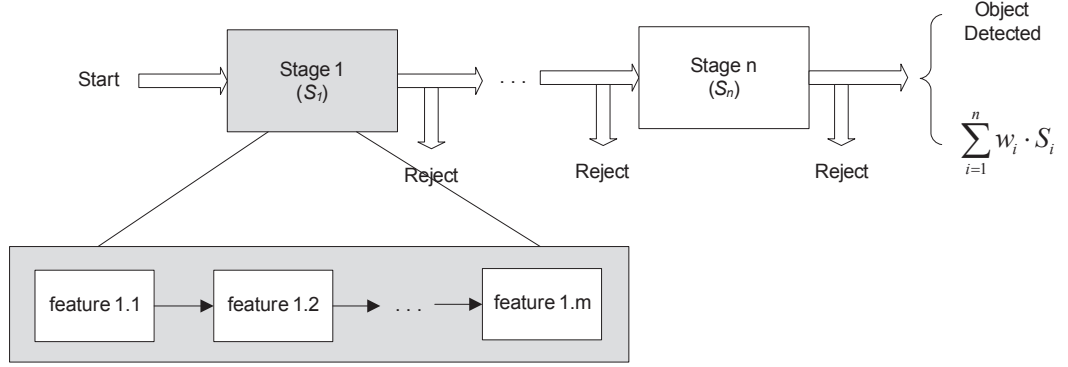 Object
Detected
Start
Stage 1
(S₁)
. . .
Stage n
(Sₙ)
Reject
Reject
Reject
n
∑ wᵢ · Sᵢ
i=1
feature 1.1
feature 1.2
. . .
feature 1.m